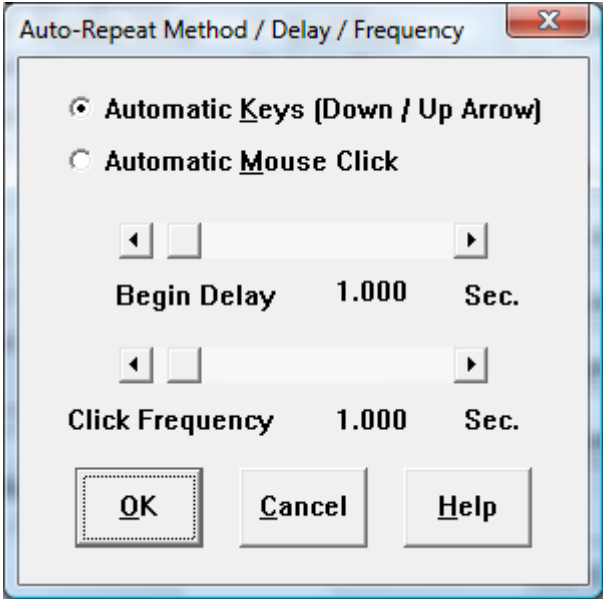 Auto-Repeat Method / Delay / Frequency
Automatic Keys (Down / Up Arrow)
Automatic Mouse Click
Begin Delay 1.000 Sec.
Click Frequency 1.000 Sec.
OK Cancel Help